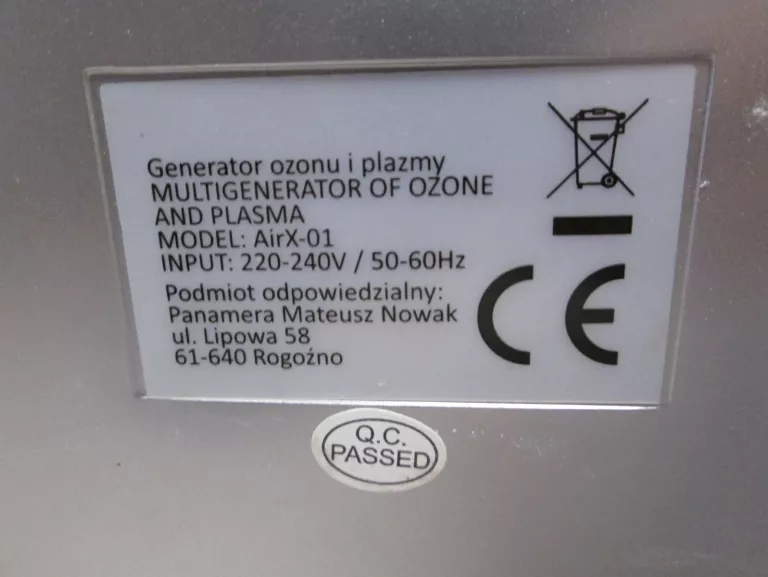 Generator ozonu i plazmy
MULTIGENERATOR OF OZONE
AND PLASMA
MODEL: AirX-01
INPUT: 220-240V / 50-60Hz
Podmiot odpowiedzialny:
Panamera Mateusz Nowak
ul. Lipowa 58
61-640 Rogoźno
CE
Q.C.
PASSED